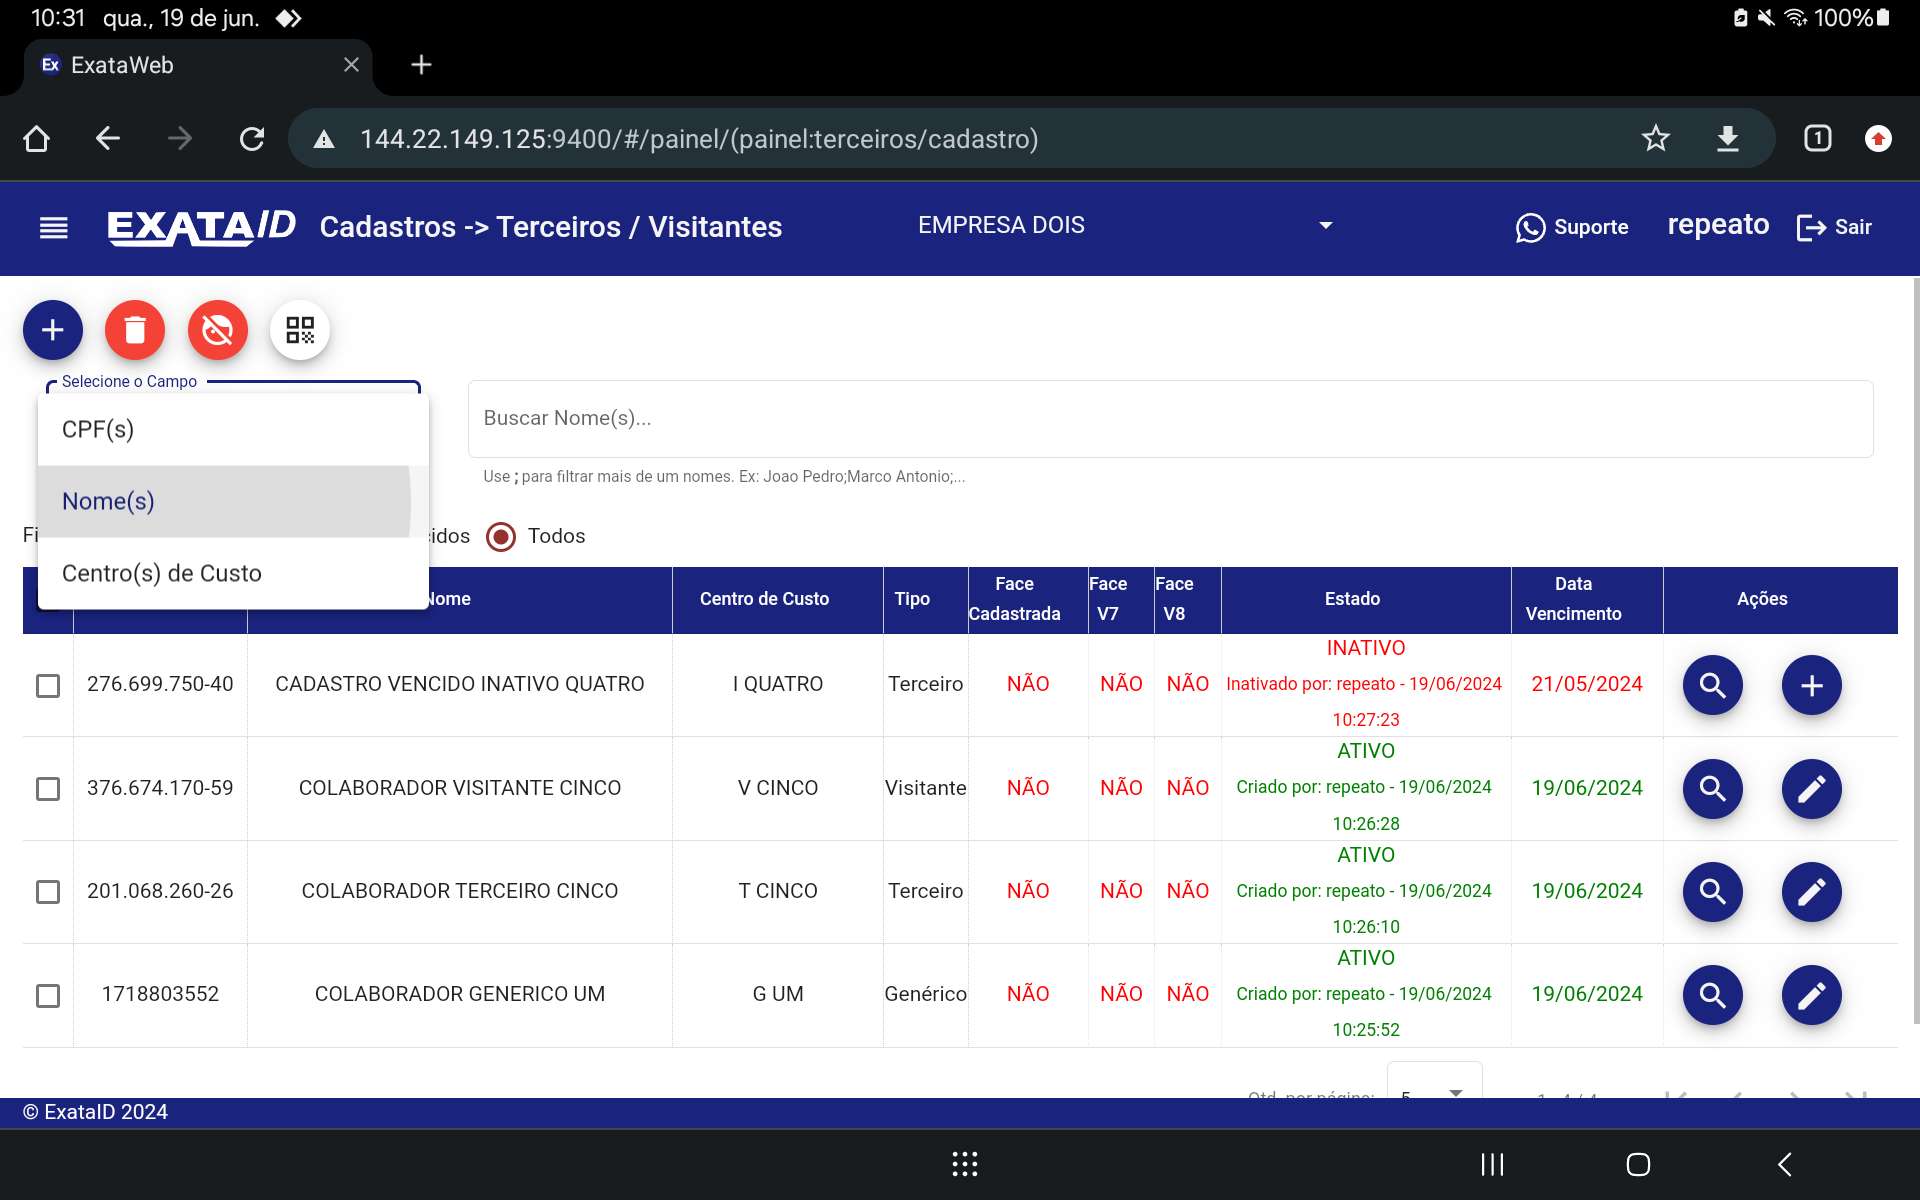 10:31 qua., 19 de jun. 100%
Ex ExataWeb
144.22.149.125:9400/#/painel/(painel:terceiros/cadastro) 1
EXATAID Cadastros -> Terceiros / Visitantes EMPRESA DOIS Suporte repeato Sair
Selecione o Campo
CPF(s)
Nome(s)
Centro(s) de Custo
Buscar Nome(s)...
Use ; para filtrar mais de um nomes. Ex: Joao Pedro;Marco Antonio;...
Todos
Nome Centro de Custo Tipo Face Cadastrada Face V7 Face V8 Estado Data Vencimento Ações
276.699.750-40 CADASTRO VENCIDO INATIVO QUATRO I QUATRO Terceiro NÃO NÃO NÃO INATIVO Inativado por: repeato - 19/06/2024 10:27:23 21/05/2024
376.674.170-59 COLABORADOR VISITANTE CINCO V CINCO Visitante NÃO NÃO NÃO ATIVO Criado por: repeato - 19/06/2024 10:26:28 19/06/2024
201.068.260-26 COLABORADOR TERCEIRO CINCO T CINCO Terceiro NÃO NÃO NÃO ATIVO Criado por: repeato - 19/06/2024 10:26:10 19/06/2024
1718803552 COLABORADOR GENERICO UM G UM Genérico NÃO NÃO NÃO ATIVO Criado por: repeato - 19/06/2024 10:25:52 19/06/2024
Qtd. por página: 5 1 - 4 / 4
© ExataID 2024